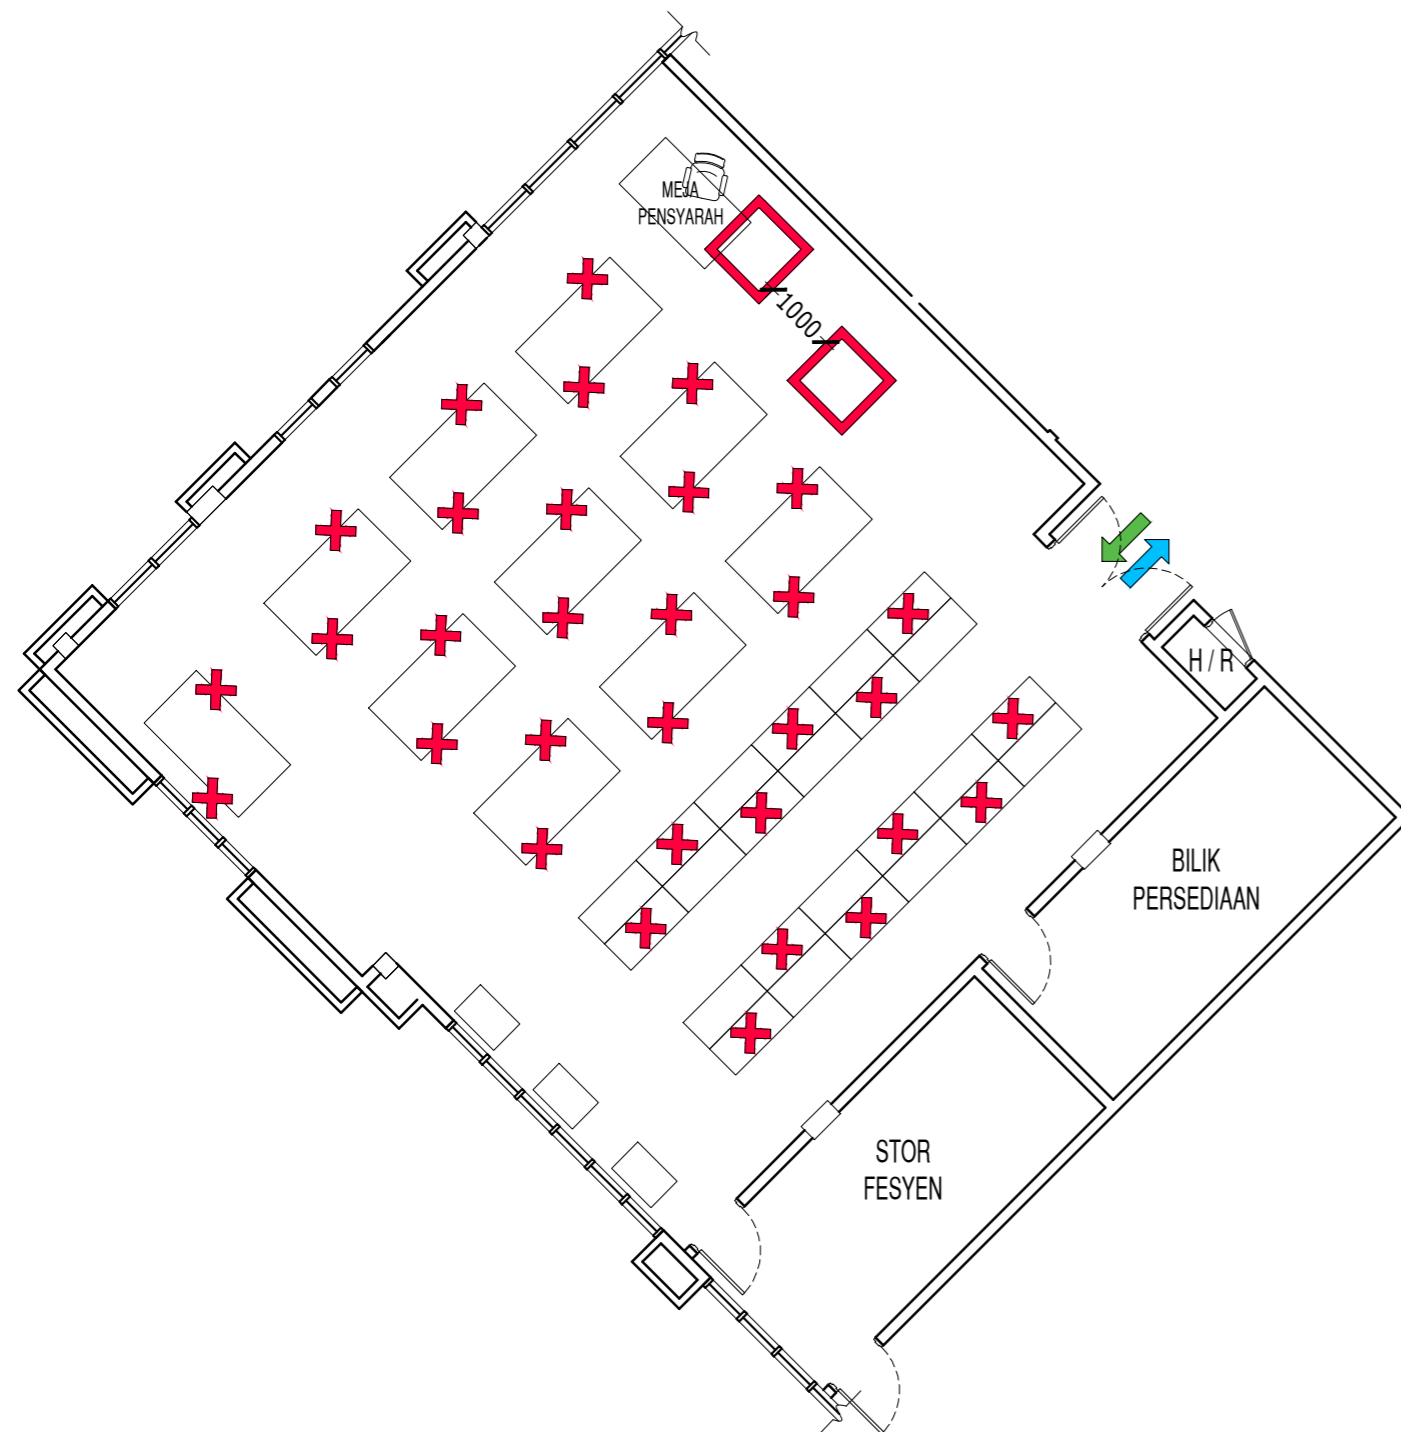 MEJA
PENSYARAH
1000
H / R
BILIK
PERSEDIAAN
STOR
FESYEN